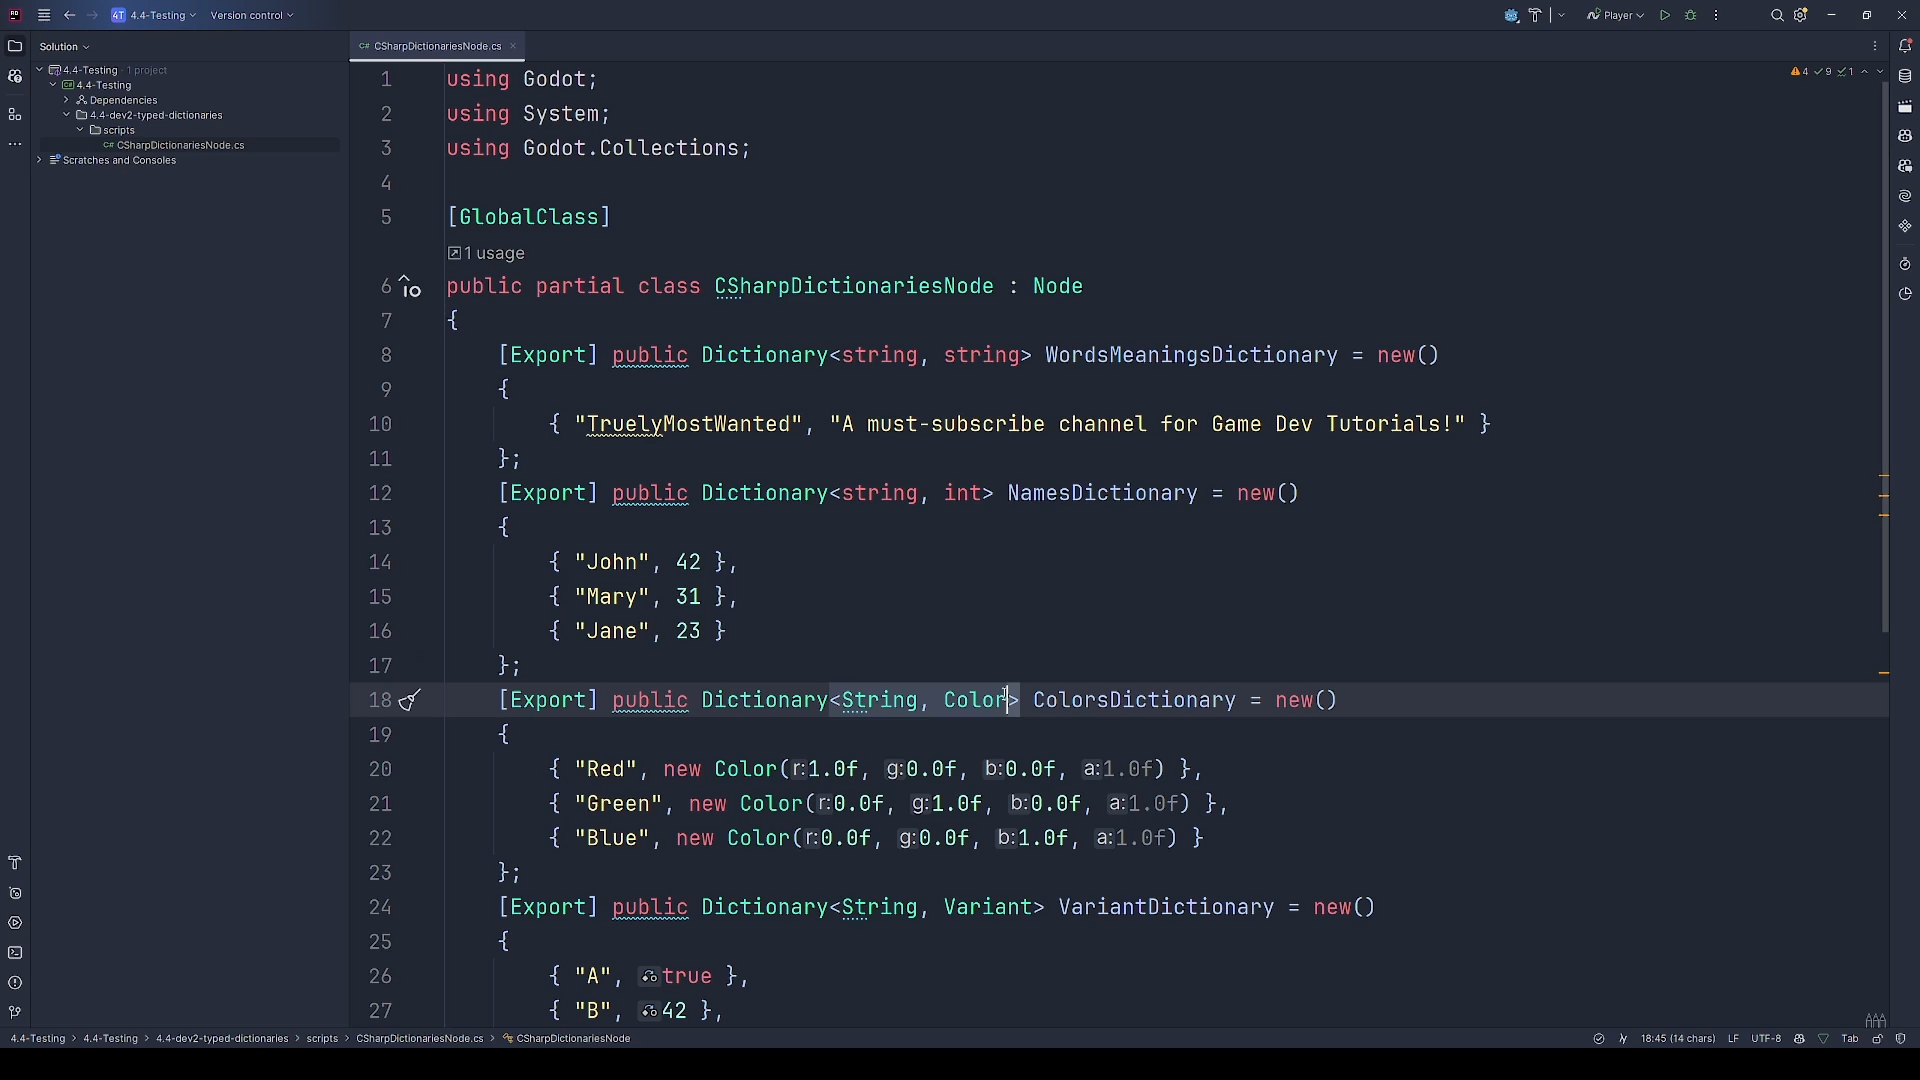 4T 4.4-Testing Version control Player
Solution
CSharpDictionariesNode.cs
4.4-Testing · 1 project
4.4-Testing
Dependencies
4.4-dev2-typed-dictionaries
scripts
C# CSharpDictionariesNode.cs
Scratches and Consoles
4 9 1
1 using Godot;
2 using System;
3 using Godot.Collections;
4
5 [GlobalClass]
1 usage
6 public partial class CSharpDictionariesNode : Node
7 {
8 [Export] public Dictionary<string, string> WordsMeaningsDictionary = new()
9 {
10 { "TruelyMostWanted", "A must-subscribe channel for Game Dev Tutorials!" }
11 };
12 [Export] public Dictionary<string, int> NamesDictionary = new()
13 {
14 { "John", 42 },
15 { "Mary", 31 },
16 { "Jane", 23 }
17 };
18 [Export] public Dictionary<String, Color> ColorsDictionary = new()
19 {
20 { "Red", new Color(r:1.0f, g:0.0f, b:0.0f, a:1.0f) },
21 { "Green", new Color(r:0.0f, g:1.0f, b:0.0f, a:1.0f) },
22 { "Blue", new Color(r:0.0f, g:0.0f, b:1.0f, a:1.0f) }
23 };
24 [Export] public Dictionary<String, Variant> VariantDictionary = new()
25 {
26 { "A", true },
27 { "B", 42 },
4.4-Testing > 4.4-Testing > 4.4-dev2-typed-dictionaries > scripts > CSharpDictionariesNode.cs > CSharpDictionariesNode 18:45 (14 chars) LF UTF-8 Tab